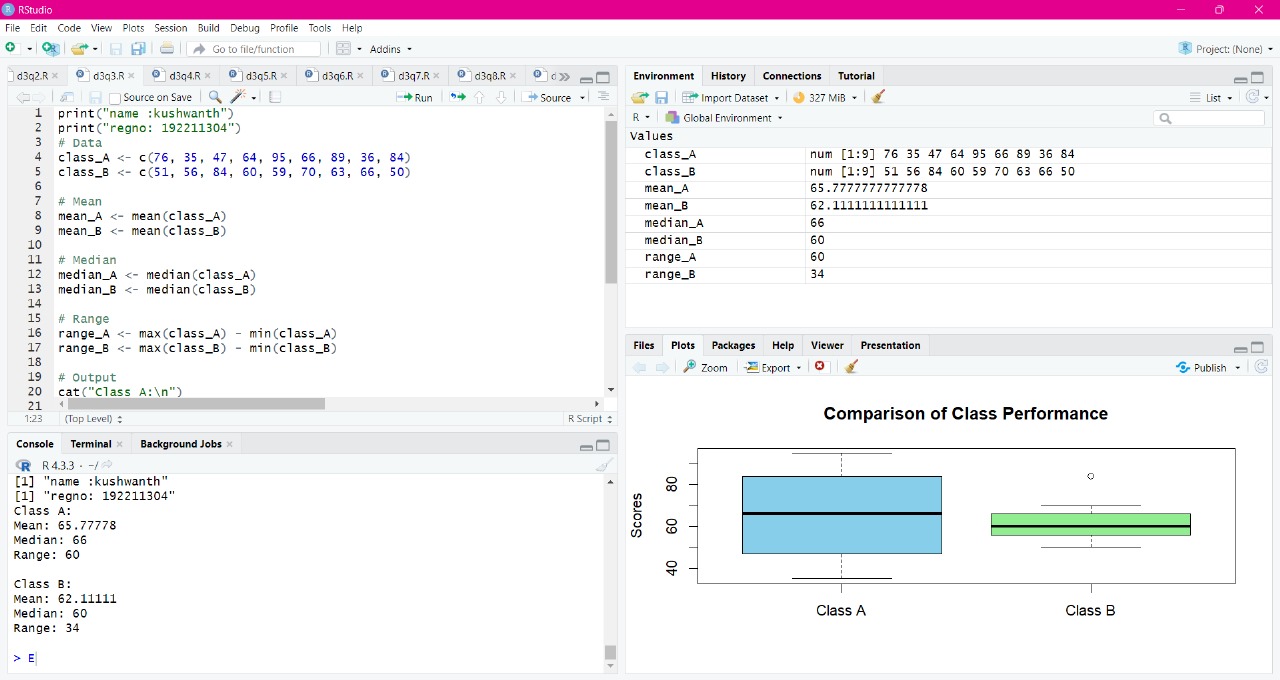 RStudio
File Edit Code View Plots Session Build Debug Profile Tools Help
Go to file/function Addins Project: (None)
d3q2.R d3q3.R d3q4.R d3q5.R d3q6.R d3q7.R d3q8.R
Source on Save Run Source
1 print("name :kushwanth")
2 print("regno: 192211304")
3 # Data
4 class_A <- c(76, 35, 47, 64, 95, 66, 89, 36, 84)
5 class_B <- c(51, 56, 84, 60, 59, 70, 63, 66, 50)
6
7 # Mean
8 mean_A <- mean(class_A)
9 mean_B <- mean(class_B)
10
11 # Median
12 median_A <- median(class_A)
13 median_B <- median(class_B)
14
15 # Range
16 range_A <- max(class_A) - min(class_A)
17 range_B <- max(class_B) - min(class_B)
18
19 # Output
20 cat("Class A:\n")
21
1:23 (Top Level) R Script
Console Terminal Background Jobs
R 4.3.3 · ~/
[1] "name :kushwanth"
[1] "regno: 192211304"
Class A:
Mean: 65.77778
Median: 66
Range: 60
Class B:
Mean: 62.11111
Median: 60
Range: 34
> E
Environment History Connections Tutorial
Import Dataset 327 MiB List
R Global Environment
Values
class_A num [1:9] 76 35 47 64 95 66 89 36 84
class_B num [1:9] 51 56 84 60 59 70 63 66 50
mean_A 65.7777777777778
mean_B 62.1111111111111
median_A 66
median_B 60
range_A 60
range_B 34
Files Plots Packages Help Viewer Presentation
Zoom Export Publish
Comparison of Class Performance
Scores
80
60
40
Class A Class B